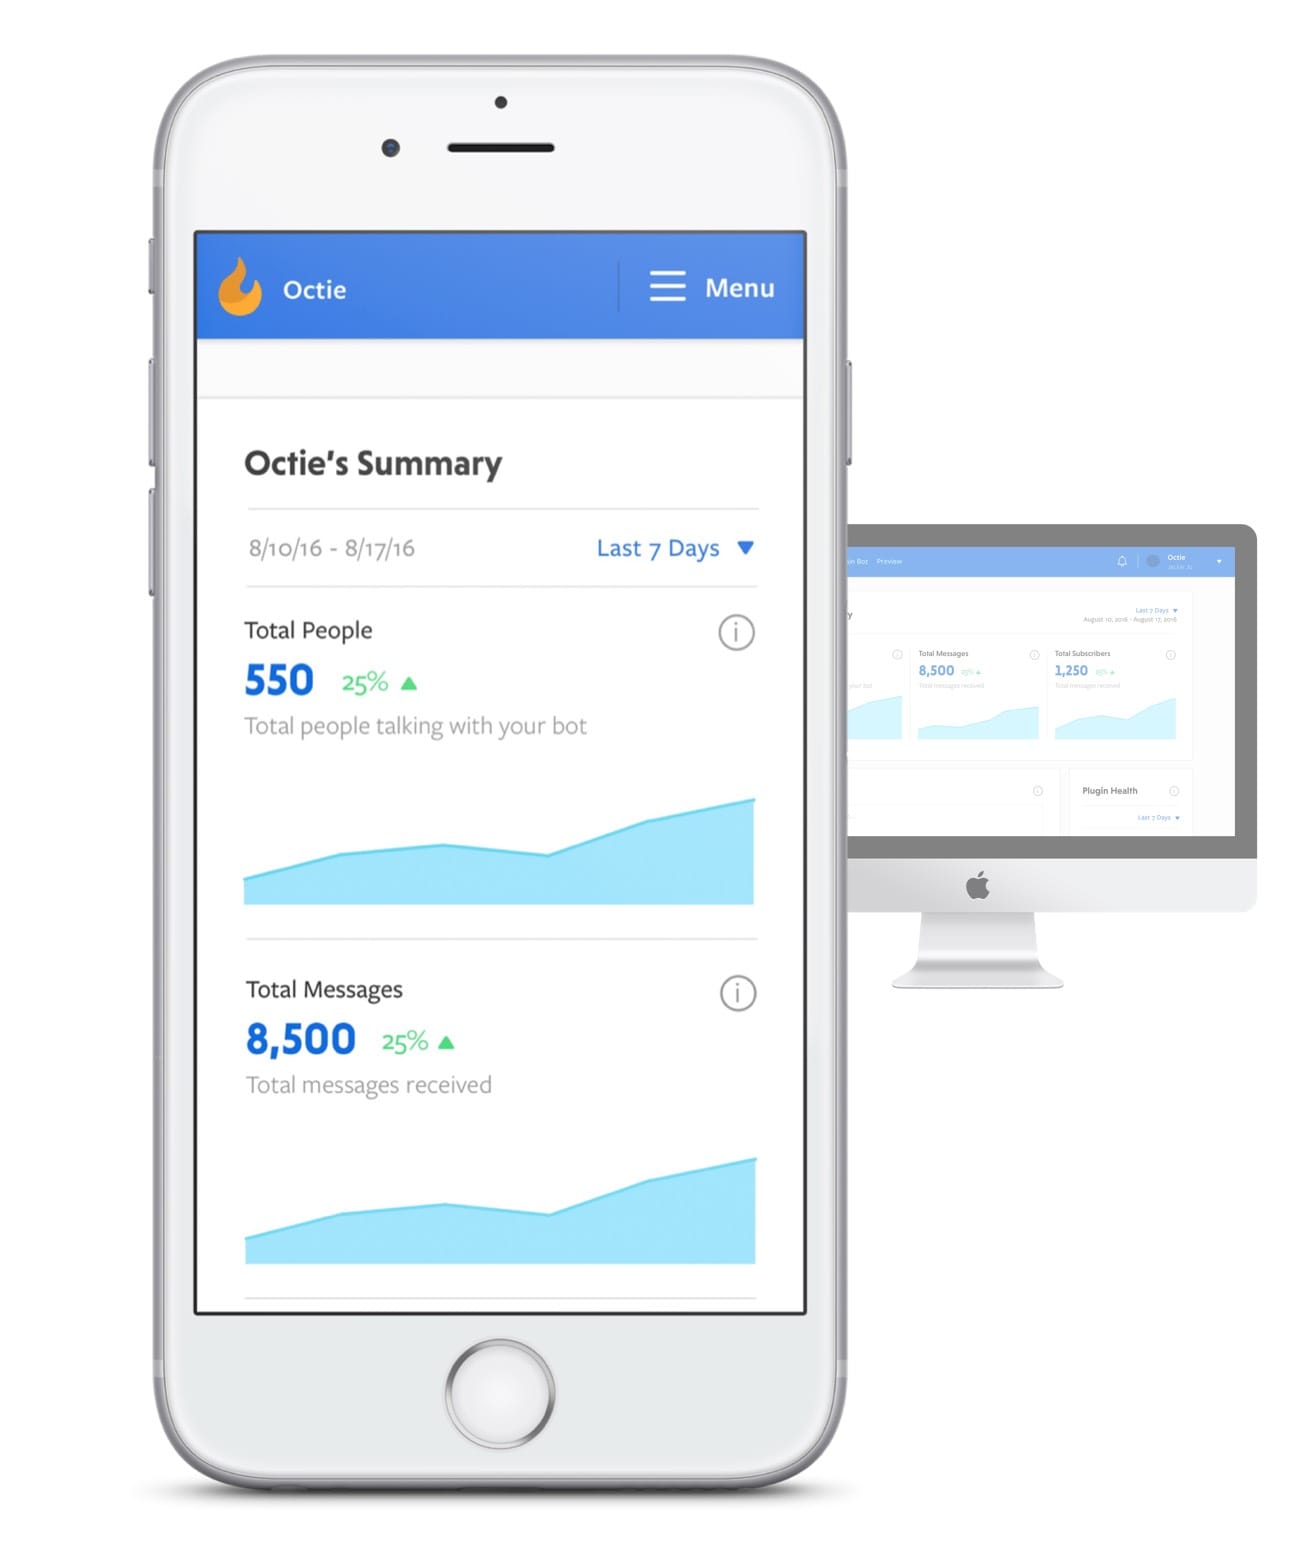 Octie
Menu
Octie's Summary
8/10/16 - 8/17/16
Last 7 Days
Total People
550 25%
Total people talking with your bot
Total Messages
8,500 25%
Total messages received
Bot Preview
Octie
Last 7 Days
August 10, 2016 - August 17, 2016
Total Messages
8,500 25%
Total messages received
Total Subscribers
1,250 25%
Total messages received
your bot
Plugin Health
Last 7 Days